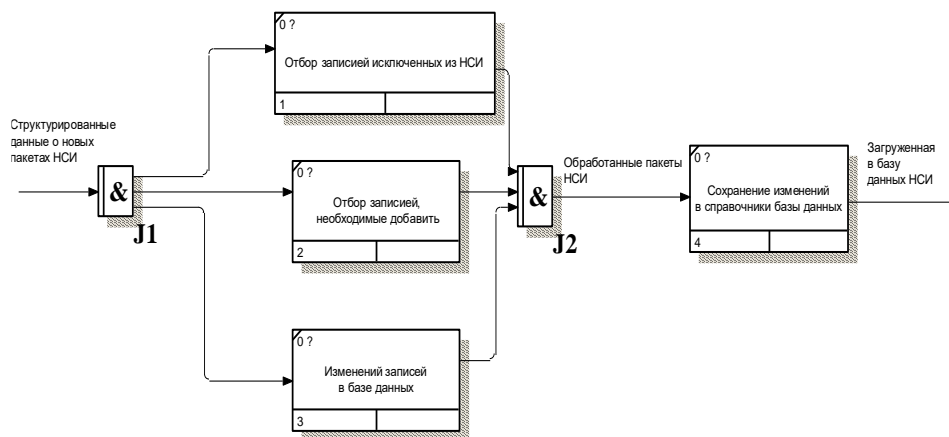 0 ?
Отбор записией исключенных из НСИ
1
Структурированные
данные о новых
пакетах НСИ
&
J1
0 ?
Отбор записией,
необходимые добавить
2
&
J2
Обработанные пакеты
НСИ
0 ?
Сохранение изменений
в справочники базы данных
4
Загруженная
в базу
данных НСИ
0 ?
Изменений записей
в базе данных
3